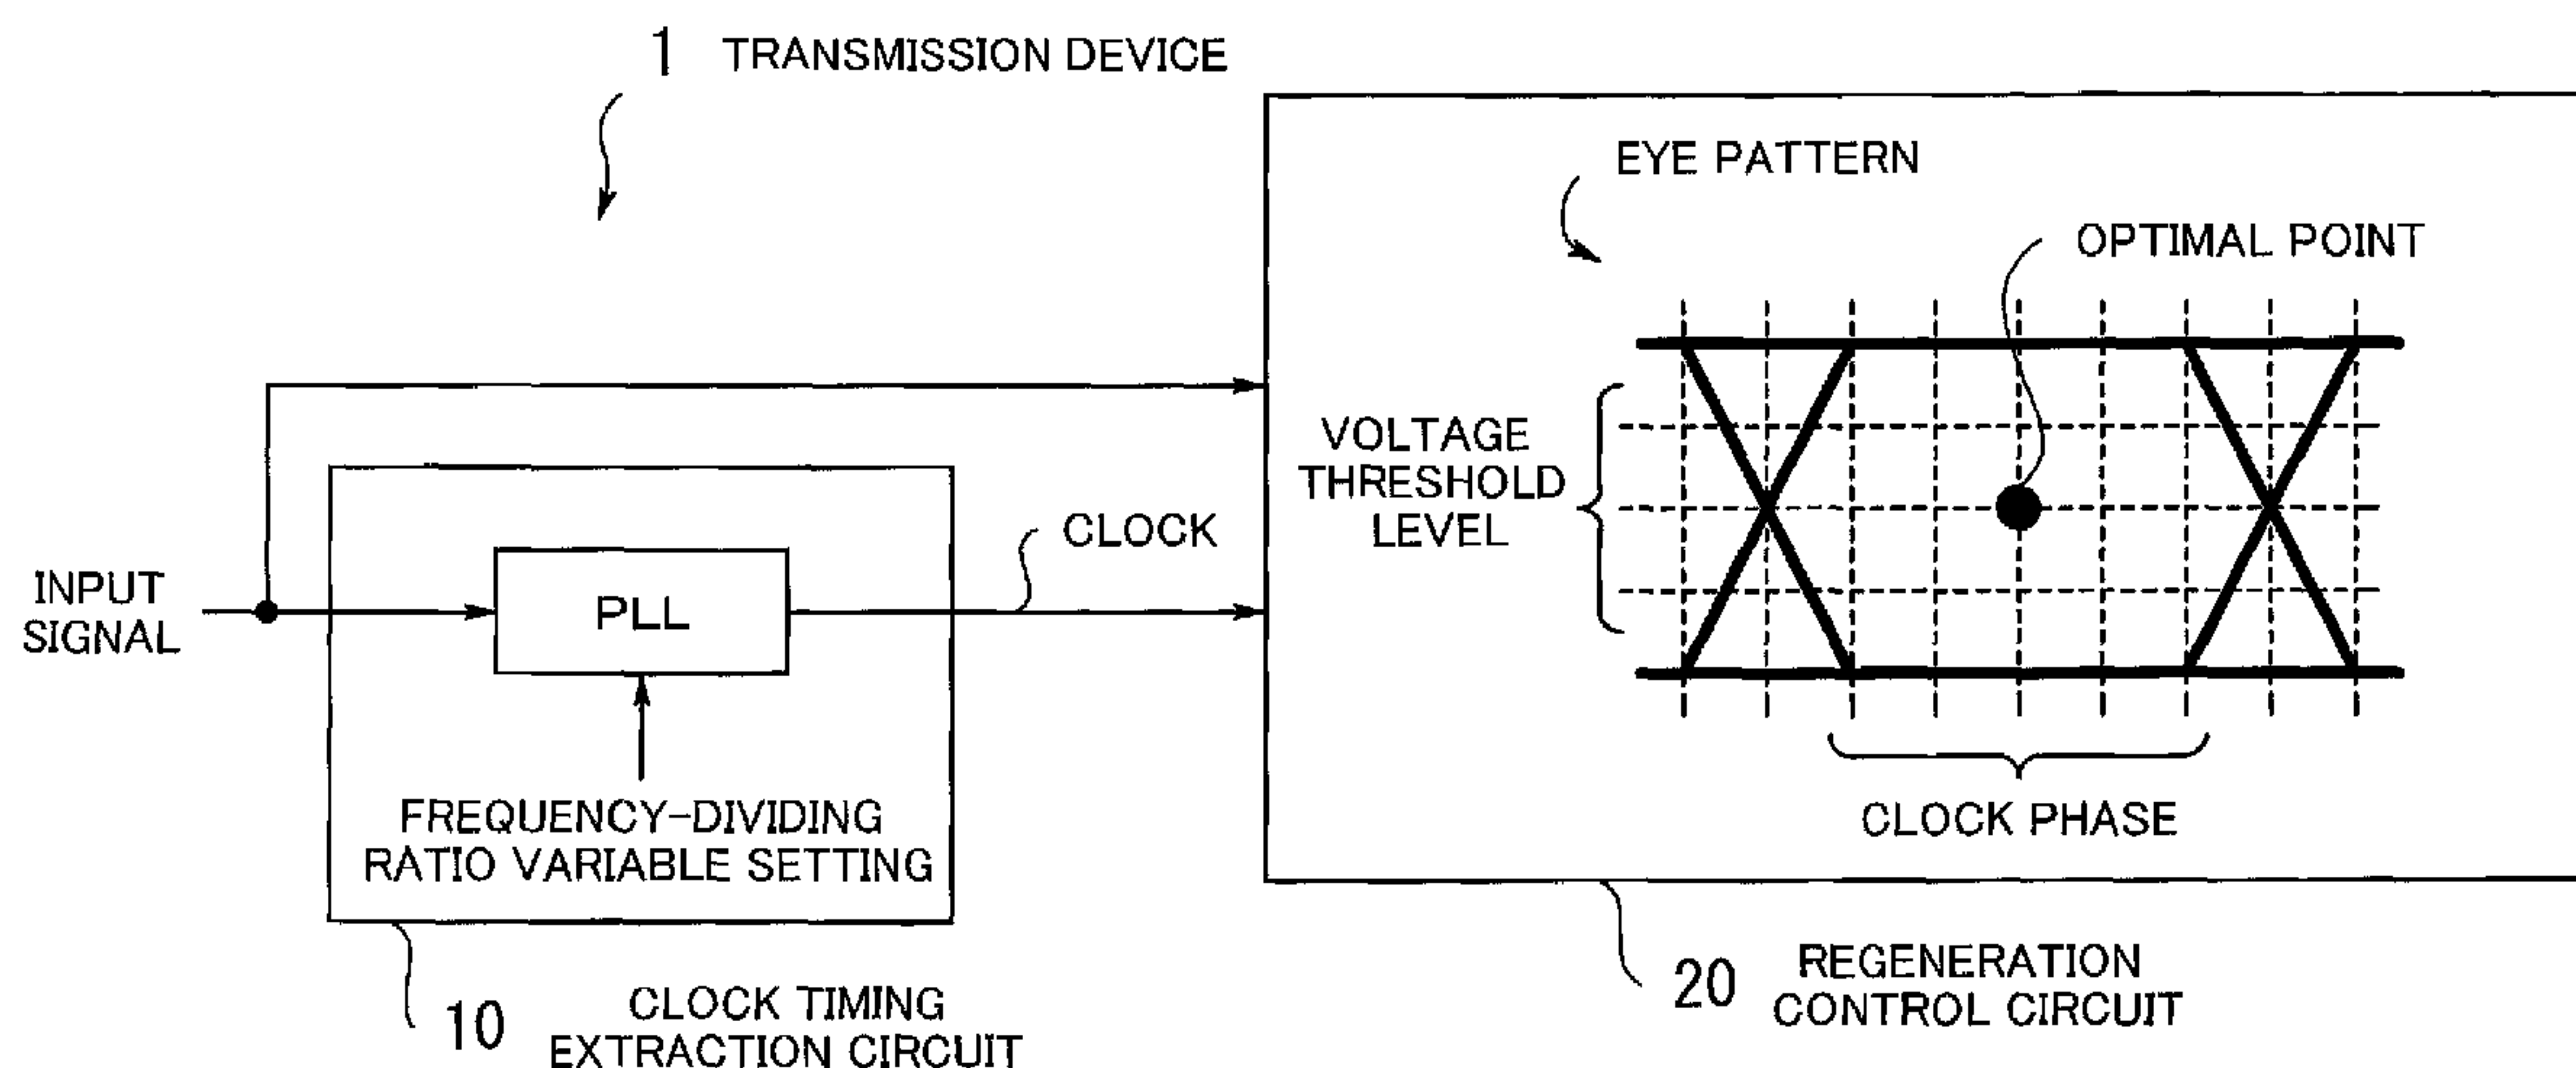 1 TRANSMISSION DEVICE
EYE PATTERN
OPTIMAL POINT
VOLTAGE
THRESHOLD
LEVEL
CLOCK
INPUT
SIGNAL
PLL
FREQUENCY-DIVIDING
RATIO VARIABLE SETTING
CLOCK PHASE
10 CLOCK TIMING
EXTRACTION CIRCUIT
20 REGENERATION
CONTROL CIRCUIT